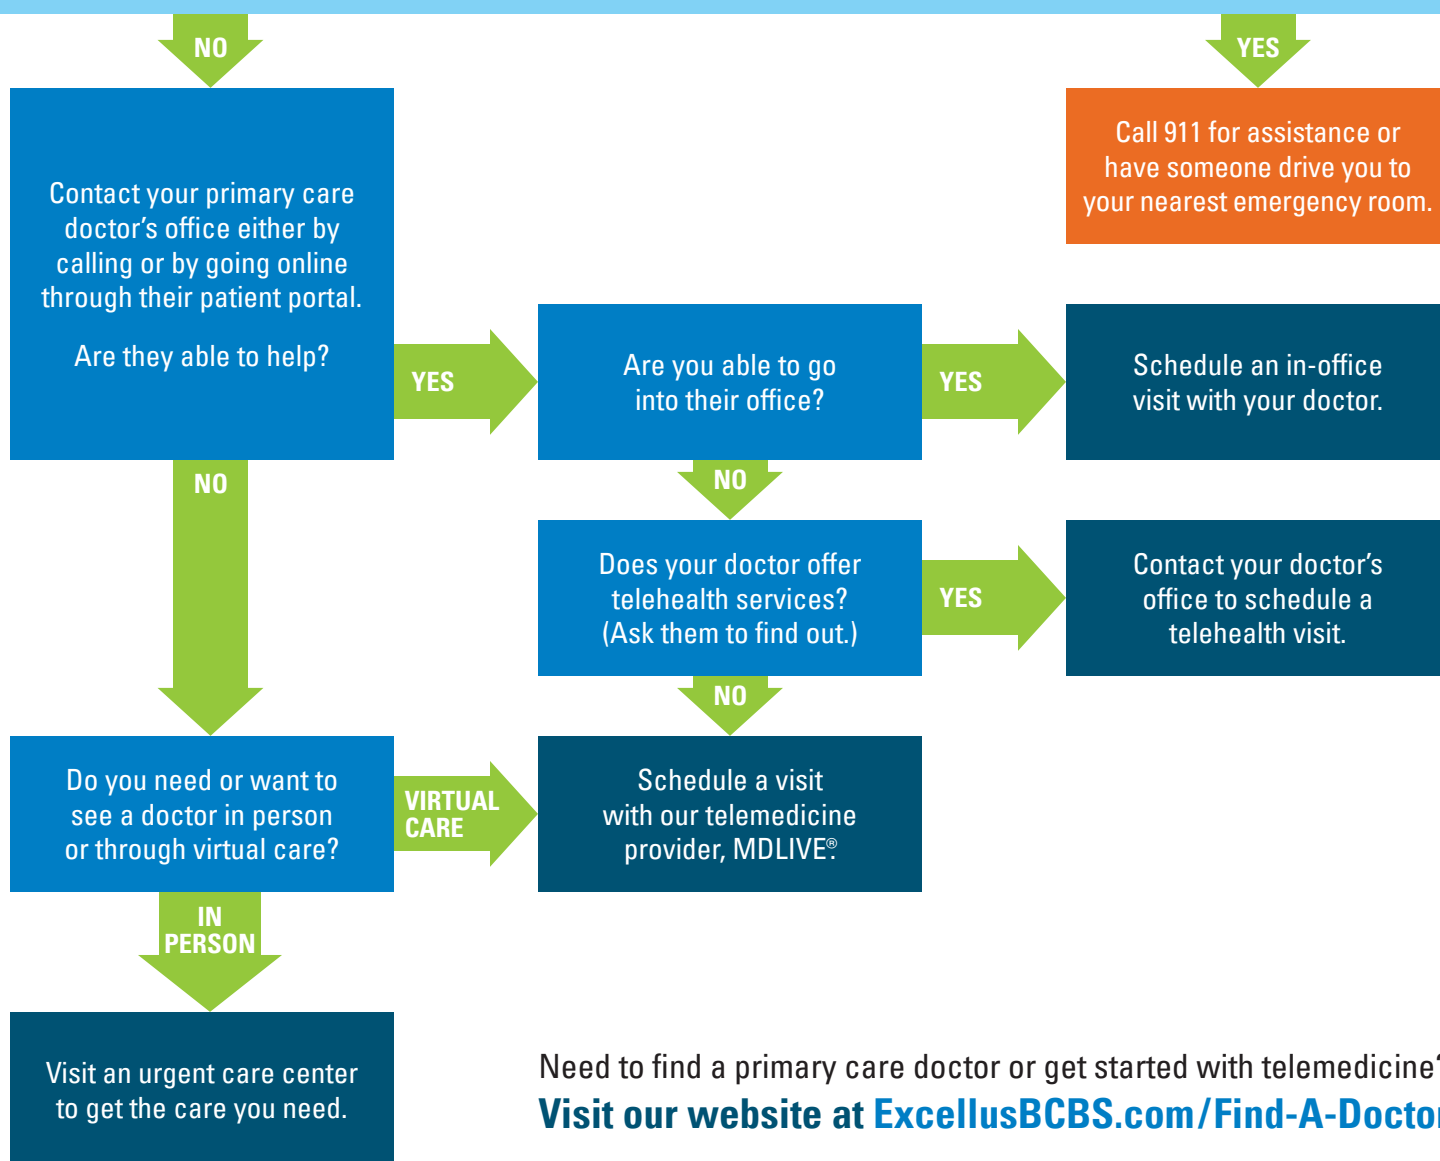 NO
YES
Call 911 for assistance or
have someone drive you to
your nearest emergency room.
Contact your primary care
doctor’s office either by
calling or by going online
through their patient portal.
Are they able to help?
YES
Are you able to go
into their office?
YES
Schedule an in-office
visit with your doctor.
NO
NO
Does your doctor offer
telehealth services?
(Ask them to find out.)
YES
Contact your doctor’s
office to schedule a
telehealth visit.
NO
Do you need or want to
see a doctor in person
or through virtual care?
VIRTUAL
CARE
Schedule a visit
with our telemedicine
provider, MDLIVE®.
IN
PERSON
Visit an urgent care center
to get the care you need.
Need to find a primary care doctor or get started with telemedicine?
Visit our website at ExcellusBCBS.com/Find-A-Doctor